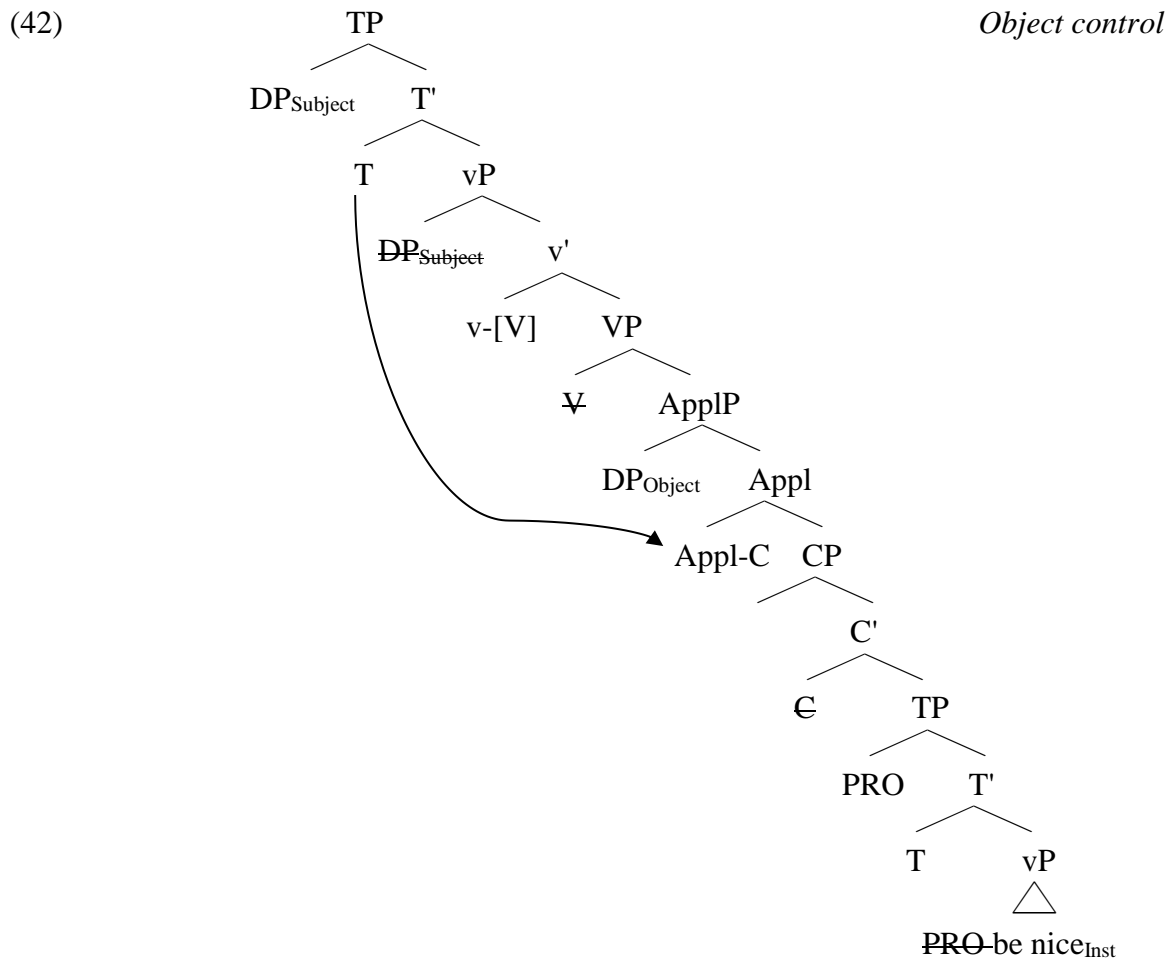 (42) TP Object control
DPSubject T'
T vP
DPSubject v'
v-[V] VP
V ApplP
DPObject Appl
Appl-C CP
C'
C TP
PRO T'
T vP
PRO be niceInst